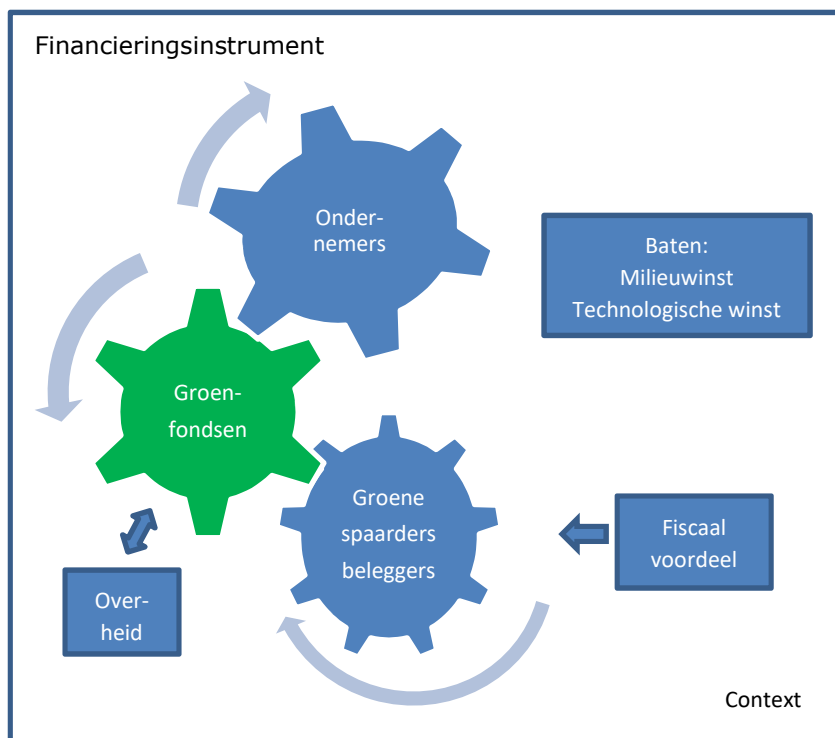 Financieringsinstrument
Onder-
nemers
Baten:
Milieuwinst
Technologische winst
Groen-
fondsen
Groene
spaarders
beleggers
Fiscaal
voordeel
Over-
heid
Context